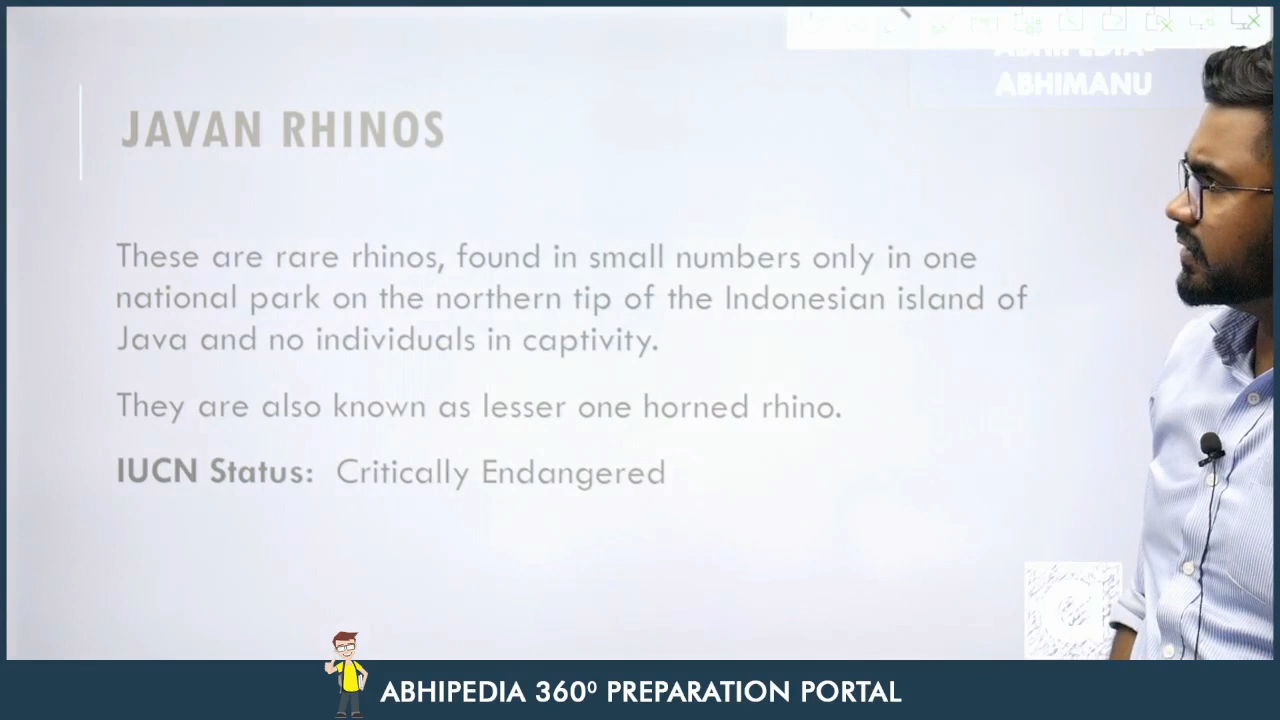 ABHIPEDIA
ABHIMANU
JAVAN RHINOS
These are rare rhinos, found in small numbers only in one
national park on the northern tip of the Indonesian island of
Java and no individuals in captivity.
They are also known as lesser one horned rhino.
IUCN Status: Critically Endangered
ABHIPEDIA 360⁰ PREPARATION PORTAL